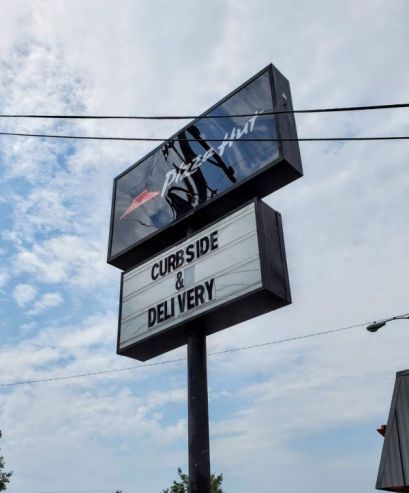 Pizza Hut
CURBSIDE
&
DELIVERY